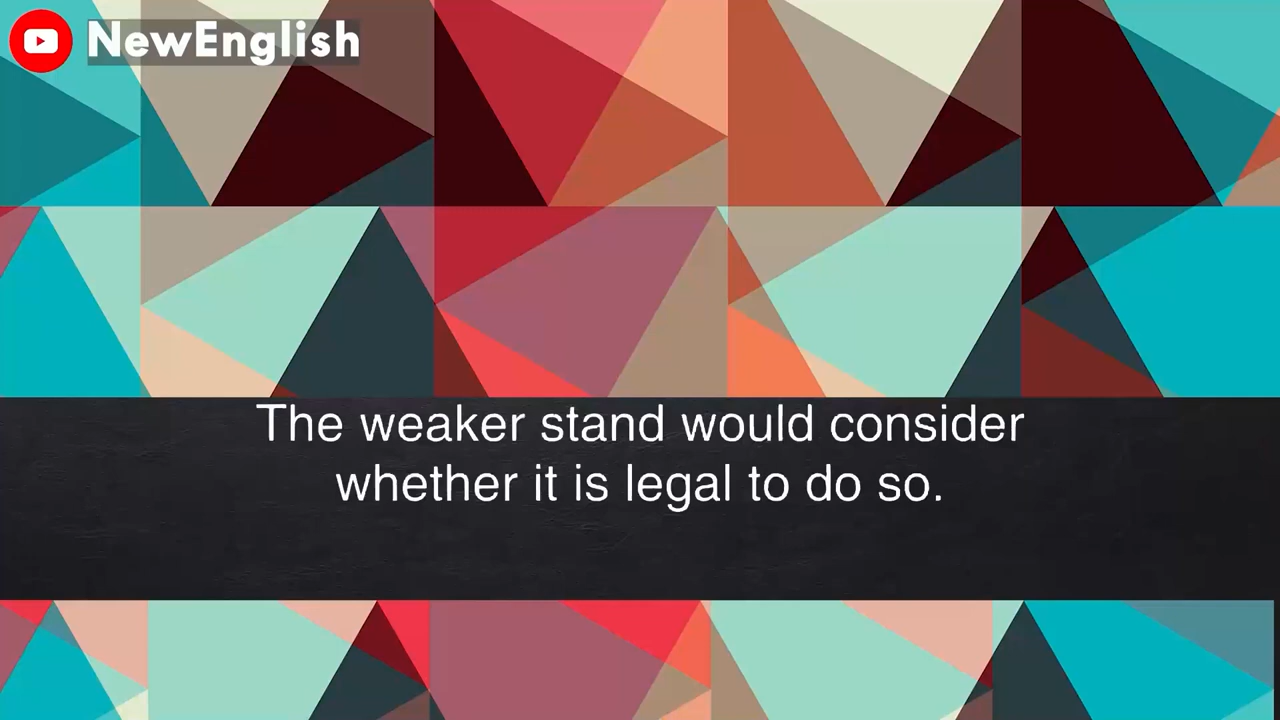 NewEnglish
The weaker stand would consider
whether it is legal to do so.